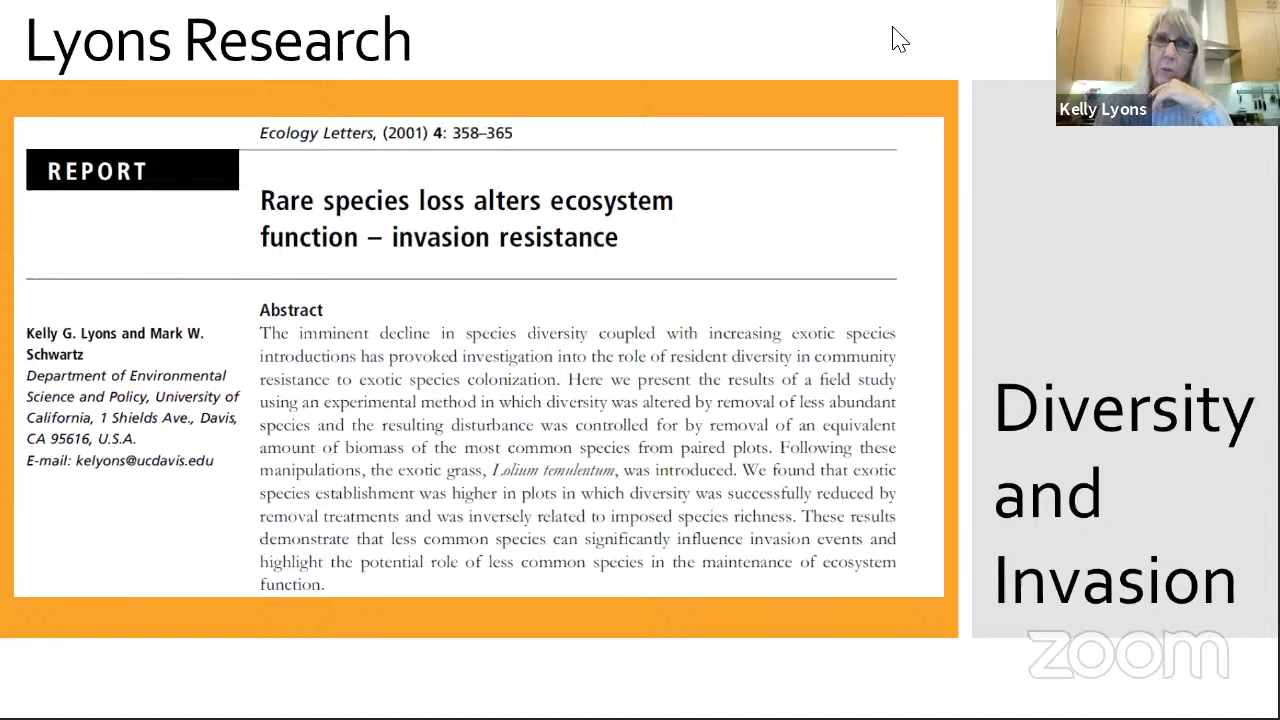 Lyons Research
Kelly Lyons
Ecology Letters, (2001) 4: 358–365
REPORT
Rare species loss alters ecosystem
function – invasion resistance
Kelly G. Lyons and Mark W.
Schwartz
Department of Environmental
Science and Policy, University of
California, 1 Shields Ave., Davis,
CA 95616, U.S.A.
E-mail: kelyons@ucdavis.edu
Abstract
The imminent decline in species diversity coupled with increasing exotic species
introductions has provoked investigation into the role of resident diversity in community
resistance to exotic species colonization. Here we present the results of a field study
using an experimental method in which diversity was altered by removal of less abundant
species and the resulting disturbance was controlled for by removal of an equivalent
amount of biomass of the most common species from paired plots. Following these
manipulations, the exotic grass, Lolium temulentum, was introduced. We found that exotic
species establishment was higher in plots in which diversity was successfully reduced by
removal treatments and was inversely related to imposed species richness. These results
demonstrate that less common species can significantly influence invasion events and
highlight the potential role of less common species in the maintenance of ecosystem
function.
Diversity
and
Invasion
zoom